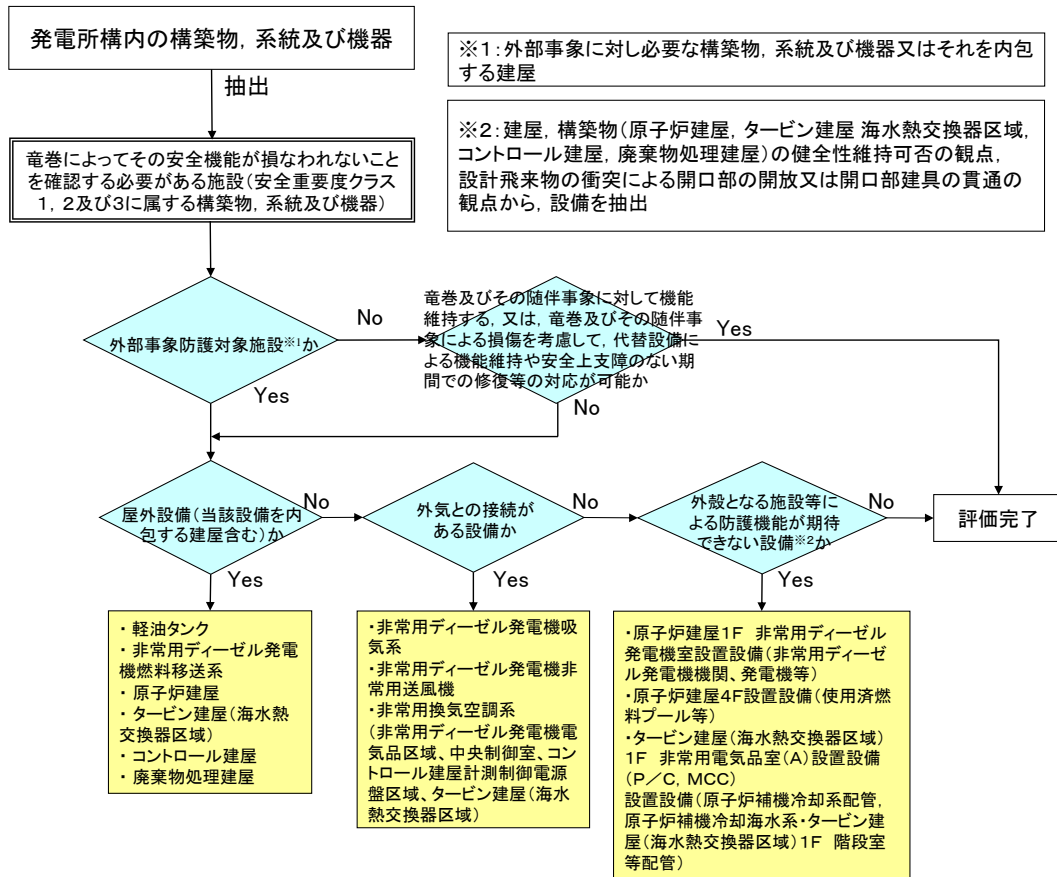 発電所構内の構築物，系統及び機器
※１：外部事象に対し必要な構築物，系統及び機器又はそれを内包
する建屋
抽出
※２：建屋，構築物（原子炉建屋，タービン建屋 海水熱交換器区域，
コントロール建屋，廃棄物処理建屋）の健全性維持可否の観点，
設計飛来物の衝突による開口部の開放又は開口部建具の貫通の
観点から，設備を抽出
竜巻によってその安全機能が損なわれないこと
を確認する必要がある施設（安全重要度クラス
１，２及び３に属する構築物，系統及び機器）
外部事象防護対象施設※1か
No
Yes
竜巻及びその随伴事象に対して機能
維持する，又は，竜巻及びその随伴事
象による損傷を考慮して，代替設備
による機能維持や安全上支障のない期
間での修復等の対応が可能か
Yes
No
屋外設備（当該設備を内
包する建屋含む）か
No
Yes
外気との接続が
ある設備か
No
Yes
外殻となる施設等に
よる防護機能が期待
できない設備※2か
No
Yes
評価完了
・軽油タンク
・非常用ディーゼル発電
機燃料移送系
・原子炉建屋
・タービン建屋（海水熱
交換器区域）
・コントロール建屋
・廃棄物処理建屋
・非常用ディーゼル発電機吸
気系
・非常用ディーゼル発電機非
常用送風機
・非常用換気空調系
（非常用ディーゼル発電機電
気品区域、中央制御室、コン
トロール建屋計測制御電源
盤区域、タービン建屋（海水
熱交換器区域）
・原子炉建屋１F　非常用ディーゼル
発電機室設置設備（非常用ディーゼ
ル発電機機関、発電機等）
・原子炉建屋４F設置設備（使用済燃
料プール等）
・タービン建屋（海水熱交換器区域）
１F　非常用電気品室（A）設置設備
（P／C，MCC）
設置設備（原子炉補機冷却系配管，
原子炉補機冷却海水系・タービン建
屋（海水熱交換器区域）１F　階段室
等配管）